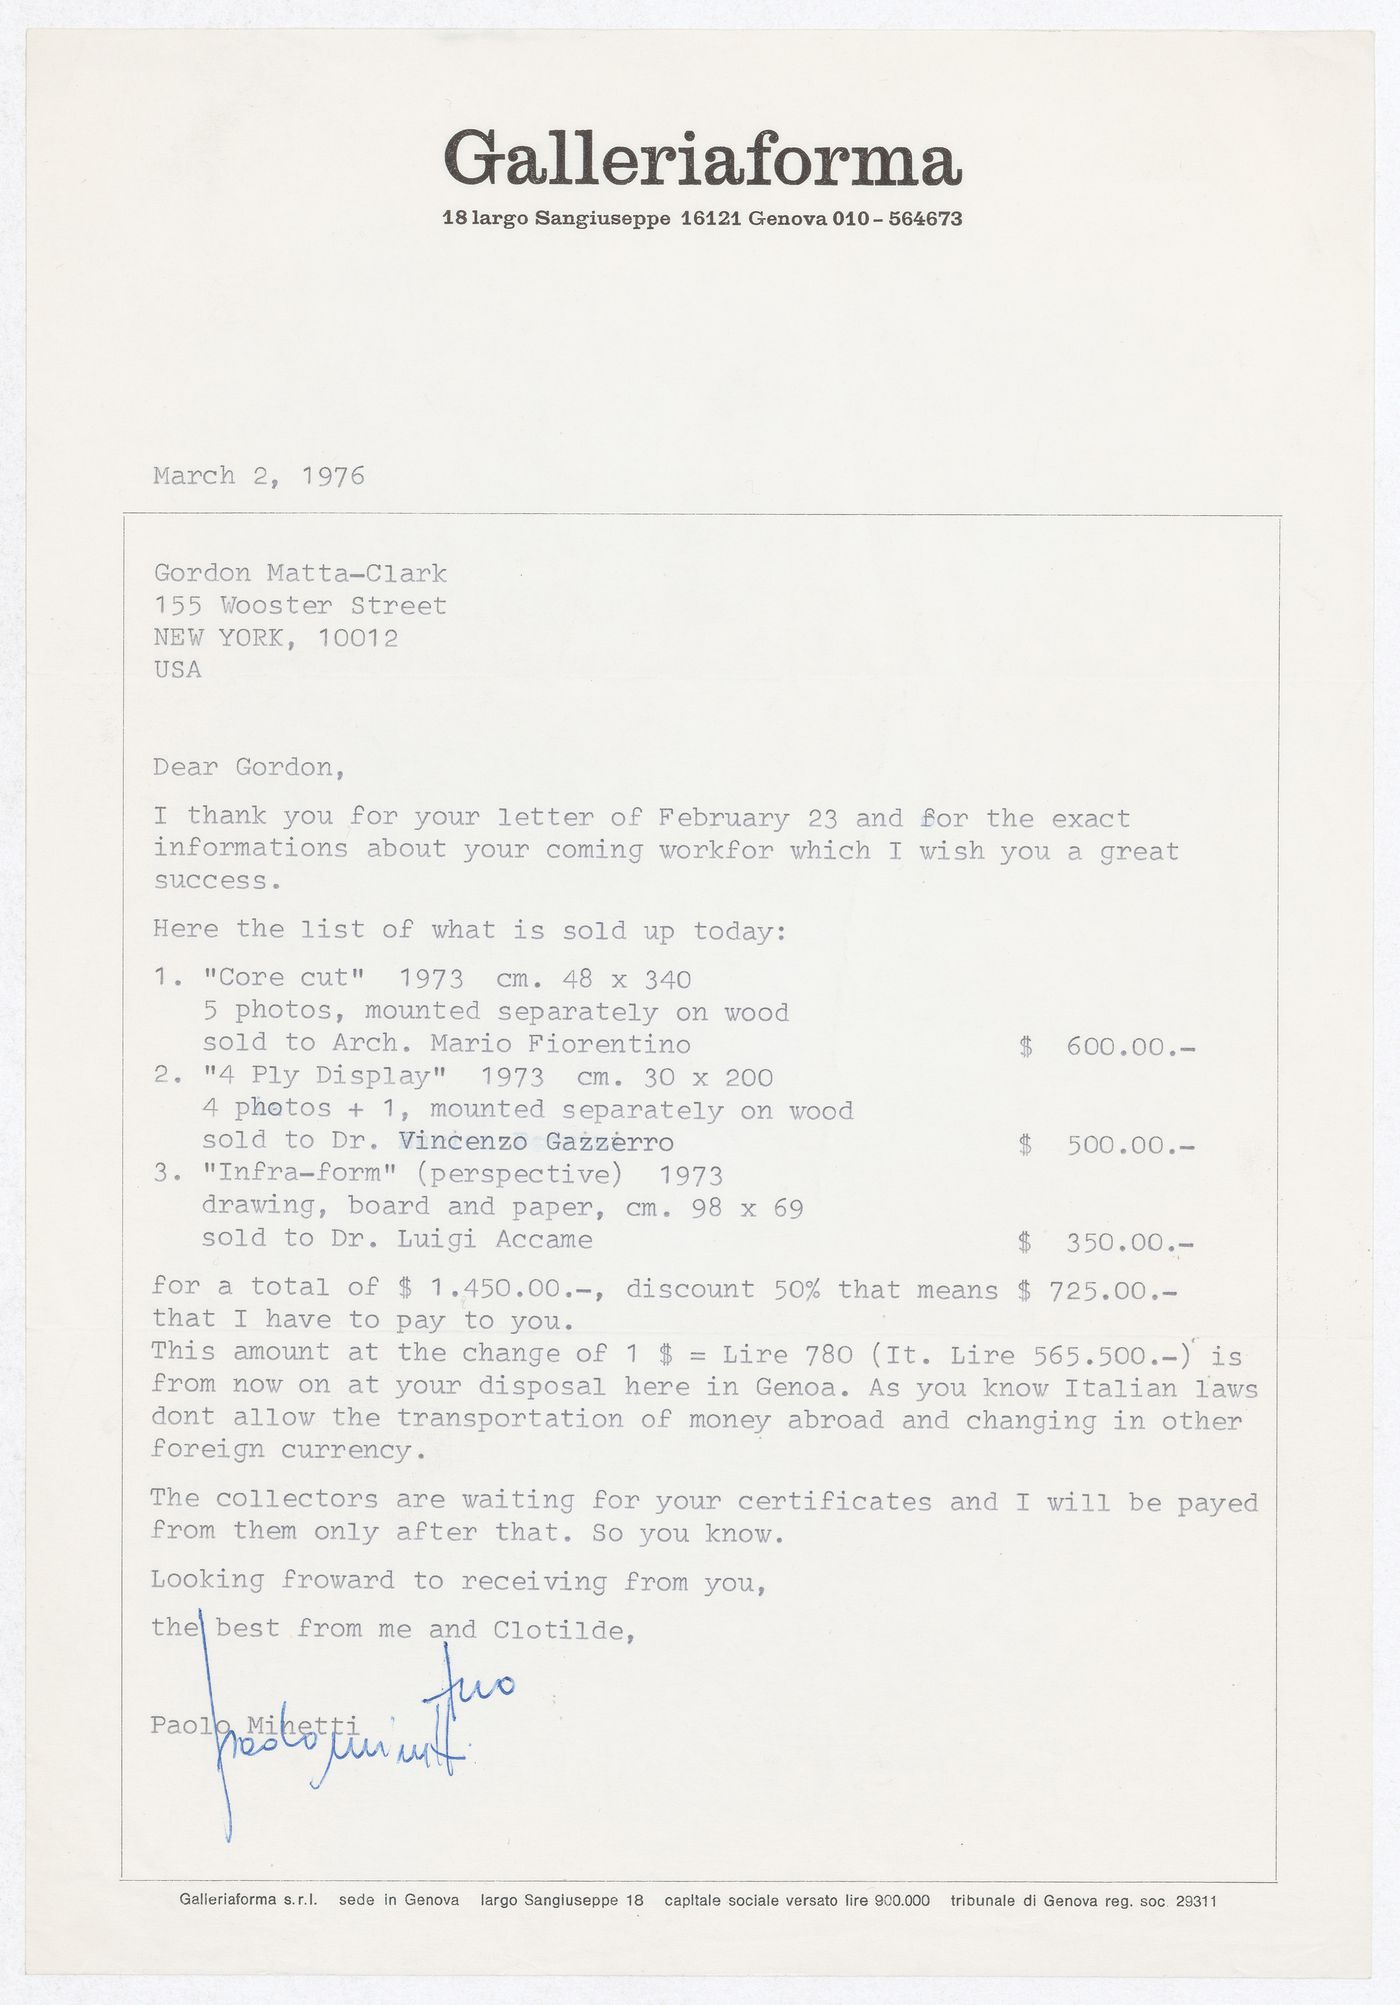 Galleriaforma
18 largo Sangiuseppe 16121 Genova 010 - 564673
March 2, 1976
Gordon Matta-Clark
155 Wooster Street
NEW YORK, 10012
USA
Dear Gordon,
I thank you for your letter of February 23 and for the exact
informations about your coming workfor which I wish you a great
success.
Here the list of what is sold up today:
1. "Core cut" 1973 cm. 48 x 340
5 photos, mounted separately on wood
sold to Arch. Mario Fiorentino $ 600.00.-
2. "4 Ply Display" 1973 cm. 30 x 200
4 photos + 1, mounted separately on wood
sold to Dr. Vincenzo Gazzerro $ 500.00.-
3. "Infra-form" (perspective) 1973
drawing, board and paper, cm. 98 x 69
sold to Dr. Luigi Accame $ 350.00.-
for a total of $ 1.450.00.-, discount 50% that means $ 725.00.-
that I have to pay to you.
This amount at the change of 1 $ = Lire 780 (It. Lire 565.500.-) is
from now on at your disposal here in Genoa. As you know Italian laws
dont allow the transportation of money abroad and changing in other
foreign currency.
The collectors are waiting for your certificates and I will be payed
from them only after that. So you know.
Looking froward to receiving from you,
the best from me and Clotilde,
tuo
Paolo Minetti
paolo minetti
Galleriaforma s.r.l. sede in Genova largo Sangiuseppe 18 capitale sociale versato lire 900.000 tribunale di Genova reg. soc. 29311